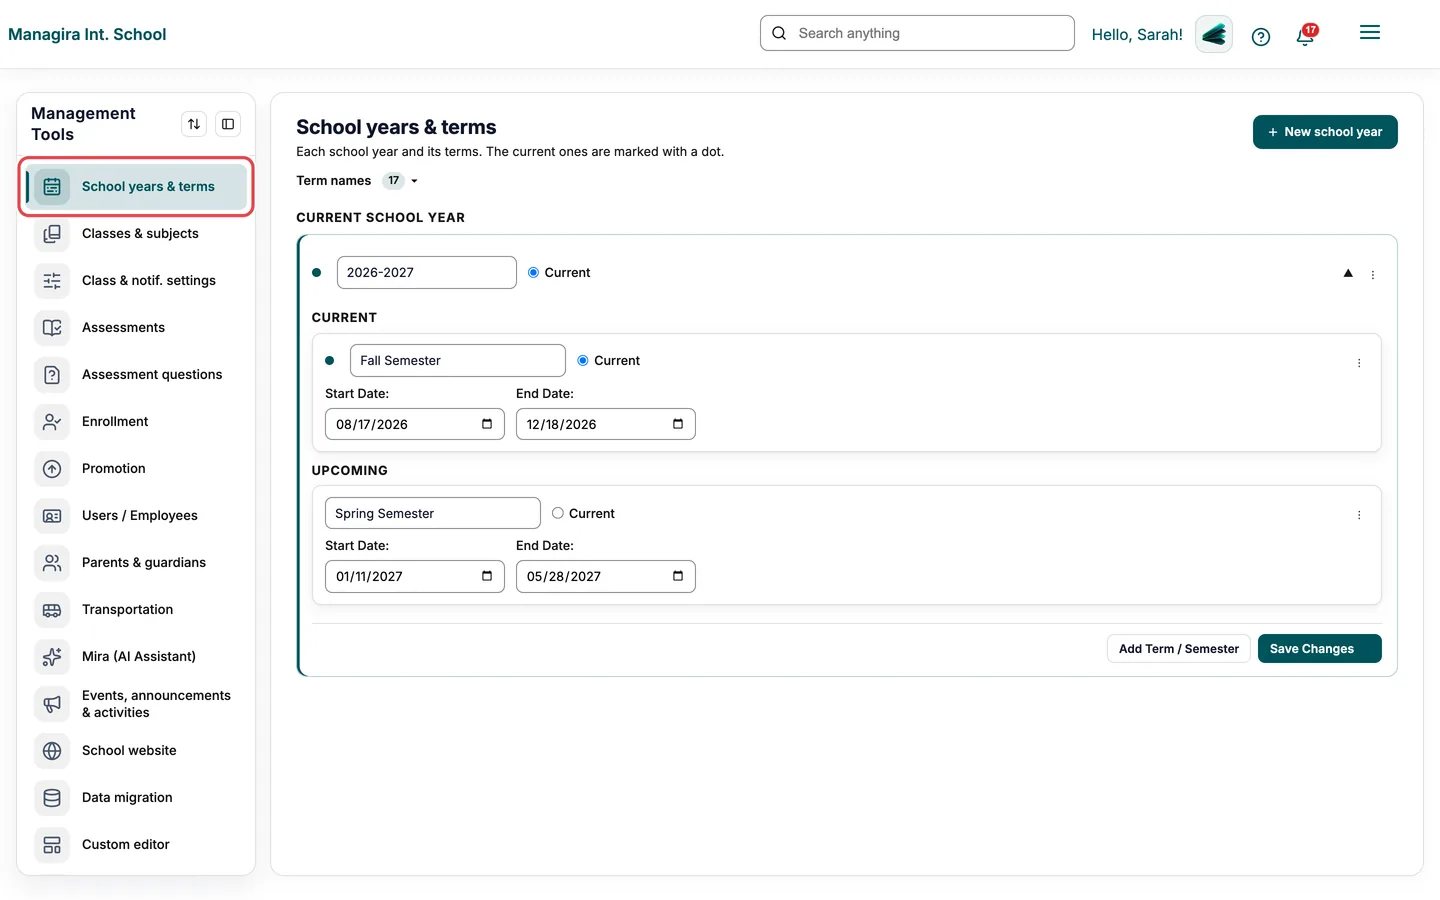 Managira Int. School
Search anything
Hello, Sarah!
17
Management
Tools
School years & terms
Classes & subjects
Class & notif. settings
Assessments
Assessment questions
Enrollment
Promotion
Users / Employees
Parents & guardians
Transportation
Mira (AI Assistant)
Events, announcements
& activities
School website
Data migration
Custom editor
School years & terms
+ New school year
Each school year and its terms. The current ones are marked with a dot.
Term names 17
CURRENT SCHOOL YEAR
2026-2027 Current
CURRENT
Fall Semester Current
Start Date: End Date:
08/17/2026 12/18/2026
UPCOMING
Spring Semester Current
Start Date: End Date:
01/11/2027 05/28/2027
Add Term / Semester Save Changes